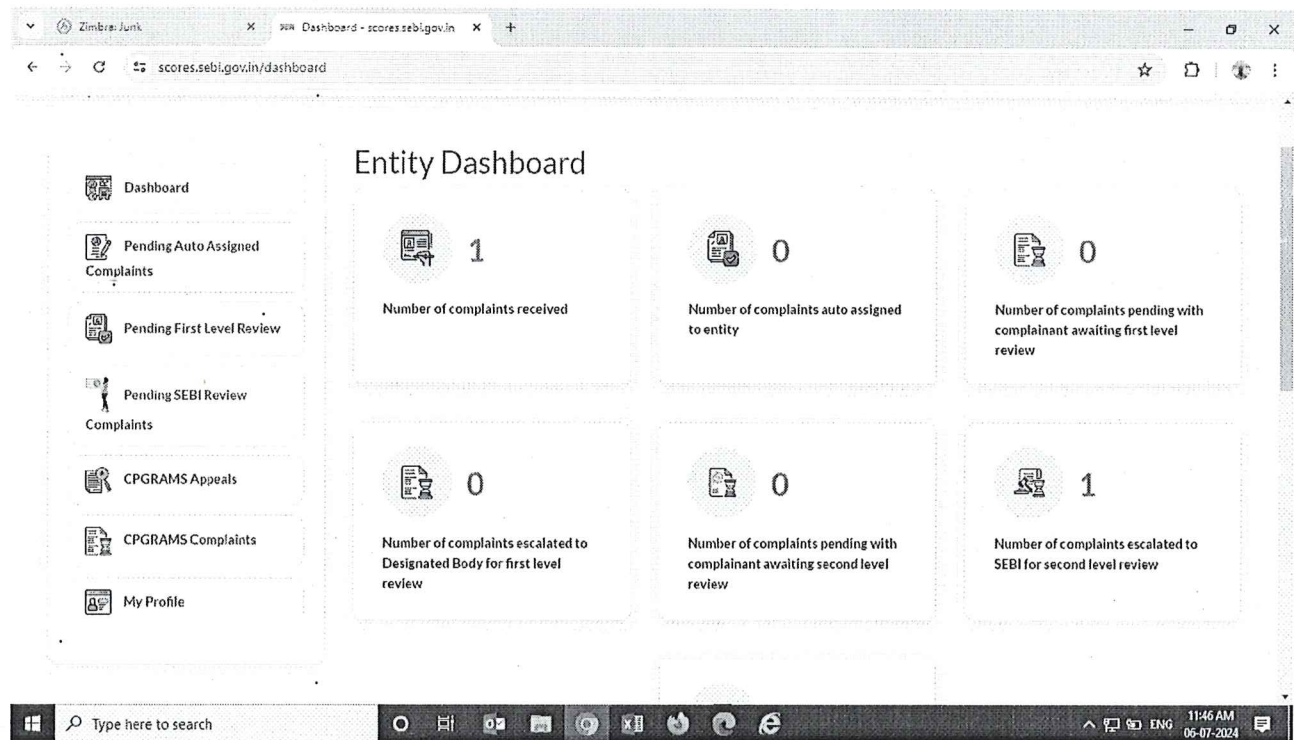 Zimbra: Junk
Dashboard - scores.sebi.gov.in
scores.sebi.gov.in/dashboard
Dashboard
Pending Auto Assigned
Complaints
Pending First Level Review
Pending SEBI Review
Complaints
CPGRAMS Appeals
CPGRAMS Complaints
My Profile
Entity Dashboard
1
Number of complaints received
0
Number of complaints auto assigned
to entity
0
Number of complaints pending with
complainant awaiting first level
review
0
Number of complaints escalated to
Designated Body for first level
review
0
Number of complaints pending with
complainant awaiting second level
review
1
Number of complaints escalated to
SEBI for second level review
Type here to search
ENG
11:46 AM
06-07-2024